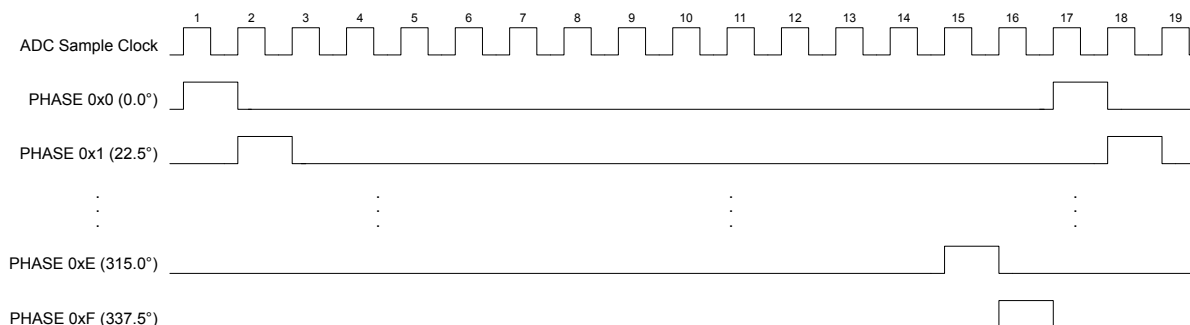 1 2 3 4 5 6 7 8 9 10 11 12 13 14 15 16 17 18 19
ADC Sample Clock
PHASE 0x0 (0.0°)
PHASE 0x1 (22.5°)
PHASE 0xE (315.0°)
PHASE 0xF (337.5°)